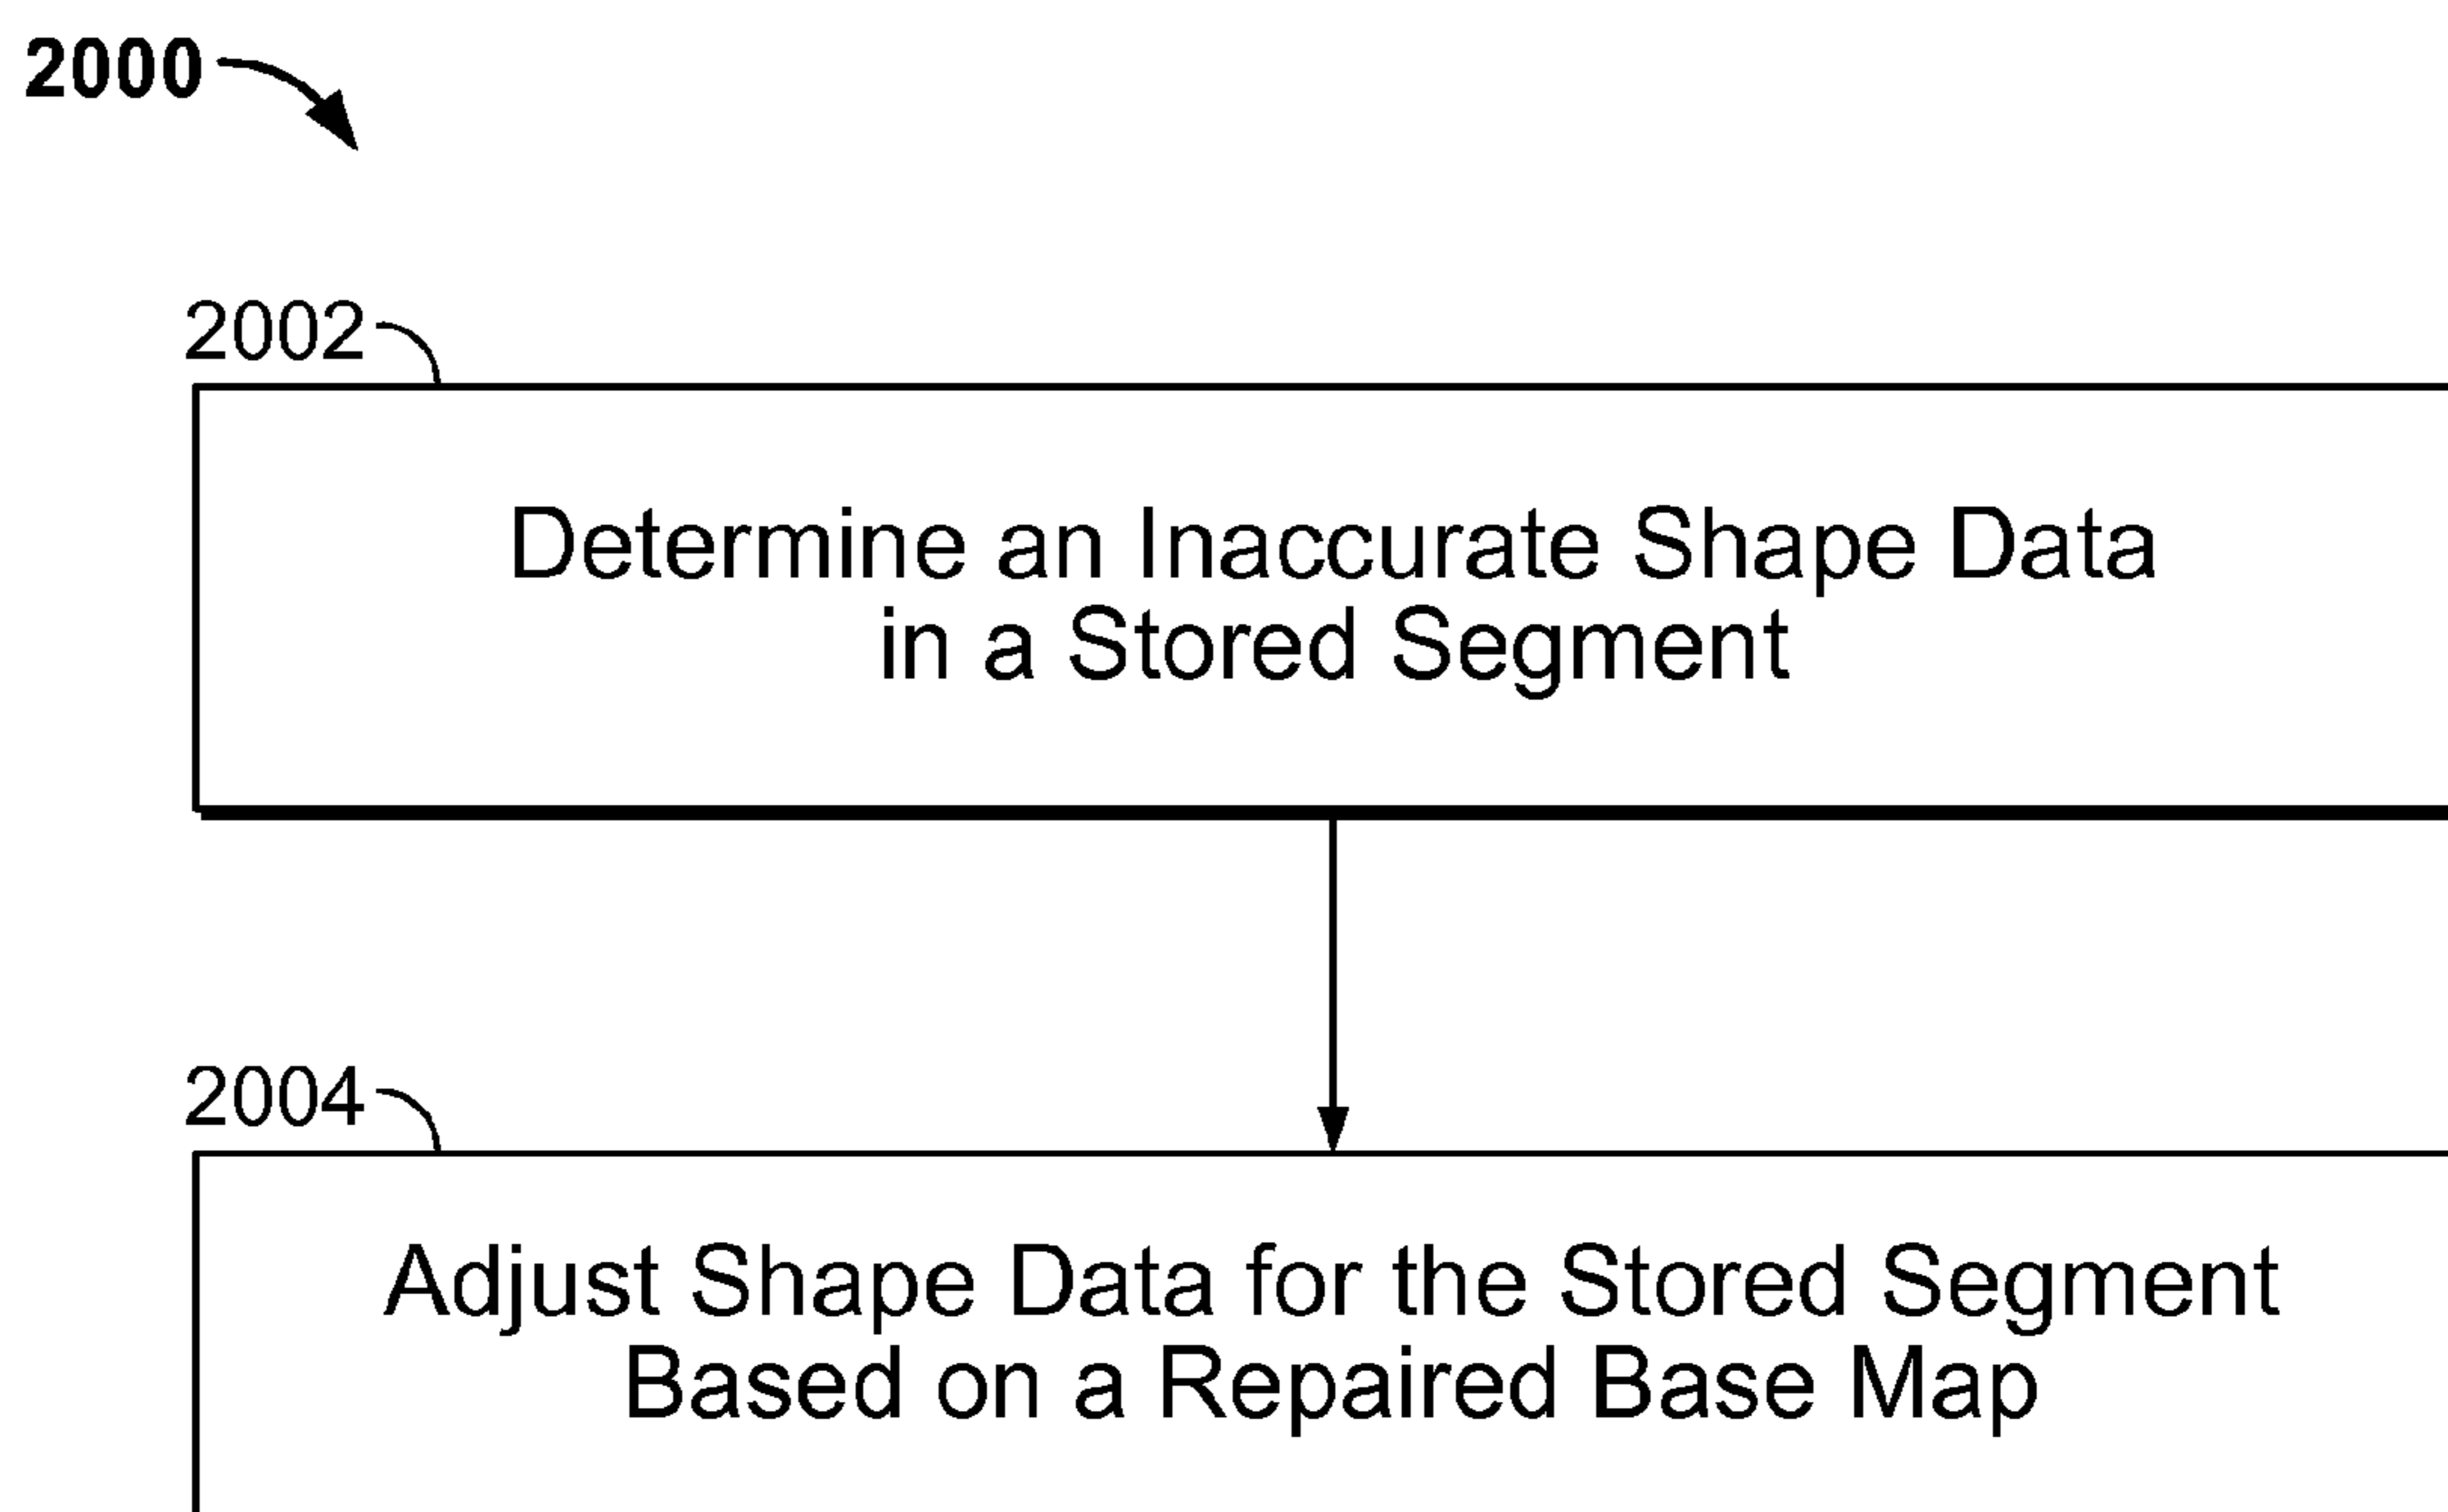 2000
2002
Determine an Inaccurate Shape Data
in a Stored Segment
2004
Adjust Shape Data for the Stored Segment
Based on a Repaired Base Map